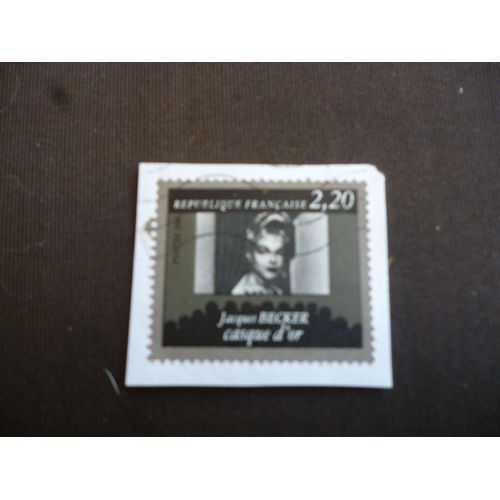 REPUBLIQUE FRANÇAISE 2,20
Jacques BECKER
casque d'or